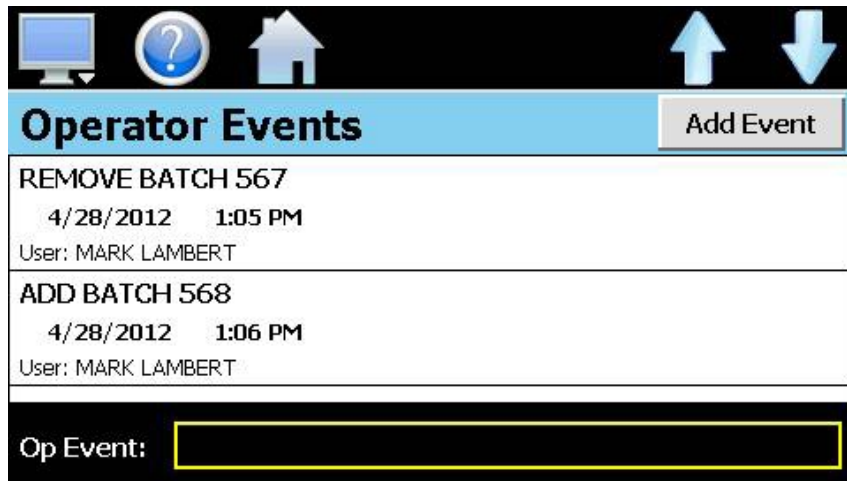 Operator Events
Add Event
REMOVE BATCH 567
4/28/2012 1:05 PM
User: MARK LAMBERT
ADD BATCH 568
4/28/2012 1:06 PM
User: MARK LAMBERT
Op Event: